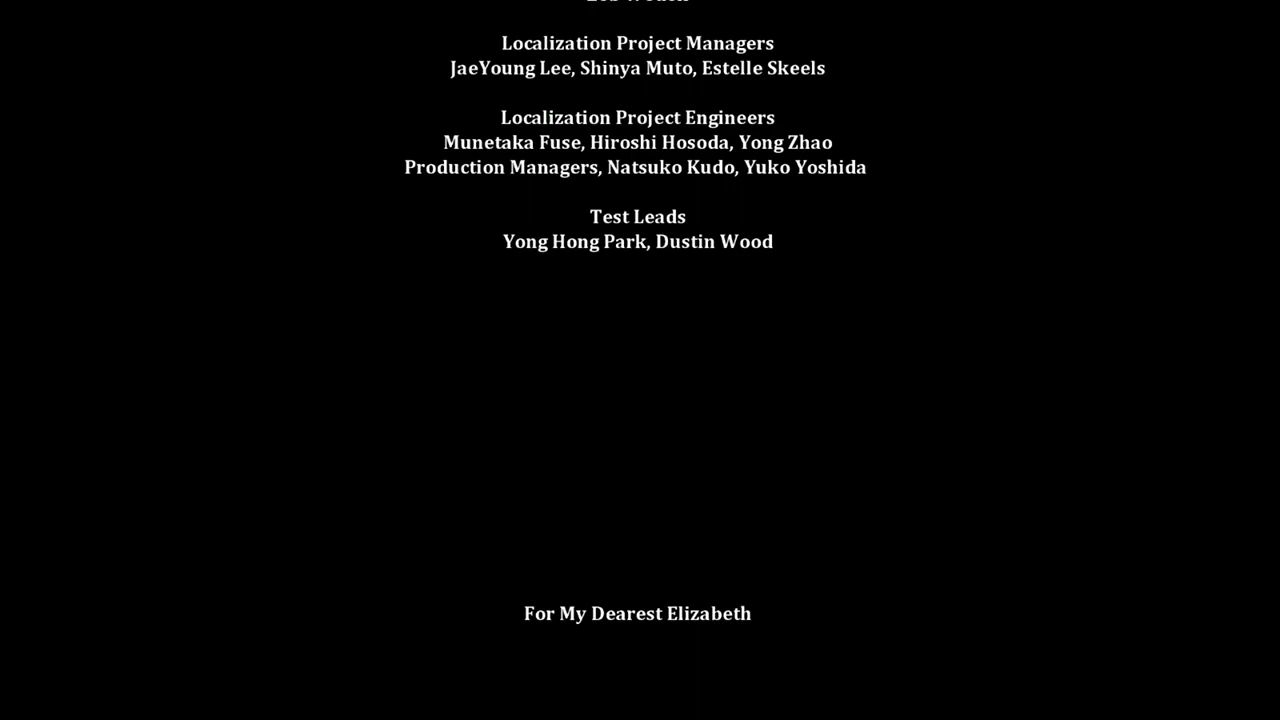 Localization Project Managers
JaeYoung Lee, Shinya Muto, Estelle Skeels
Localization Project Engineers
Munetaka Fuse, Hiroshi Hosoda, Yong Zhao
Production Managers, Natsuko Kudo, Yuko Yoshida
Test Leads
Yong Hong Park, Dustin Wood
For My Dearest Elizabeth